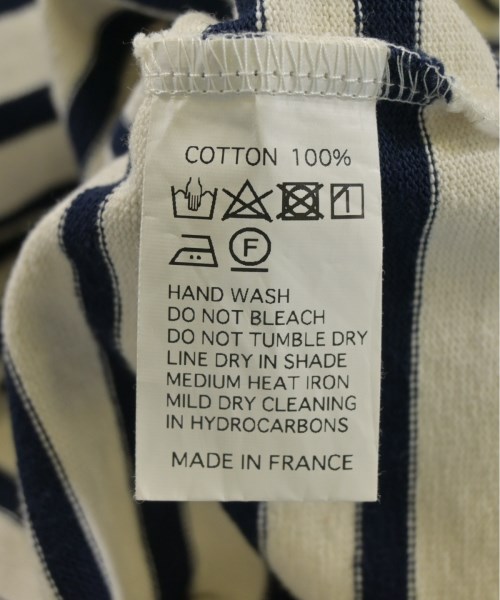 COTTON 100%
1
F
HAND WASH
DO NOT BLEACH
DO NOT TUMBLE DRY
LINE DRY IN SHADE
MEDIUM HEAT IRON
MILD DRY CLEANING
IN HYDROCARBONS
MADE IN FRANCE